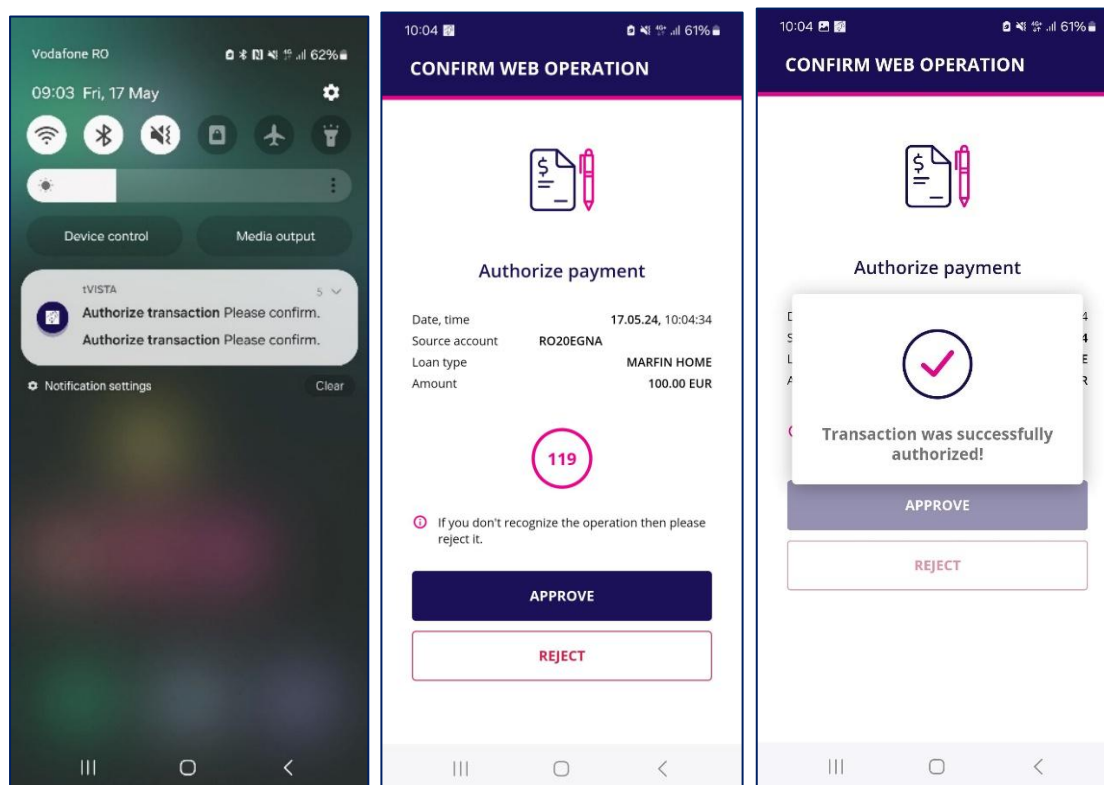 Vodafone RO
62%
09:03 Fri, 17 May
Device control
Media output
tVISTA
5
Authorize transaction Please confirm.
Authorize transaction Please confirm.
Notification settings
Clear
10:04
61%
CONFIRM WEB OPERATION
$
Authorize payment
Date, time 17.05.24, 10:04:34
Source account RO20EGNA
Loan type MARFIN HOME
Amount 100.00 EUR
119
If you don't recognize the operation then please
reject it.
APPROVE
REJECT
10:04
61%
CONFIRM WEB OPERATION
$
Authorize payment
4
4
E
R
Transaction was successfully
authorized!
APPROVE
REJECT